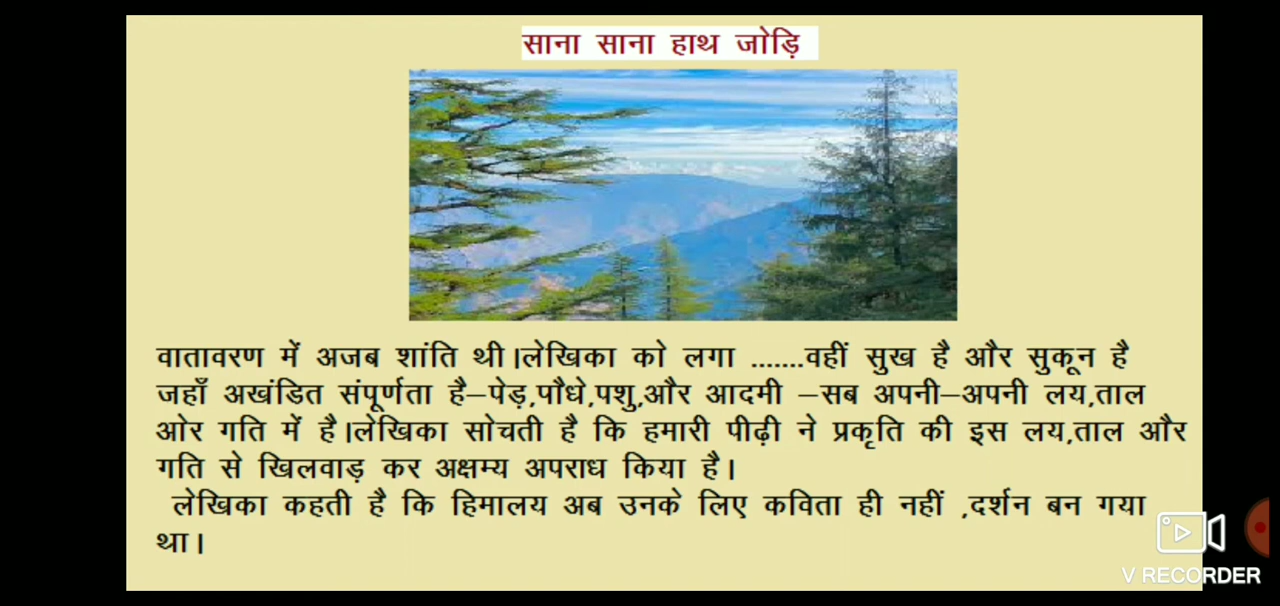 साना साना हाथ जोड़ि
वातावरण में अजब शांति थी।लेखिका को लगा .......वहीं सुख है और सुकून है
जहाँ अखंडित संपूर्णता है–पेड़,पौधे,पशु,और आदमी –सब अपनी–अपनी लय,ताल
ओर गति में है।लेखिका सोचती है कि हमारी पीढ़ी ने प्रकृति की इस लय,ताल और
गति से खिलवाड़ कर अक्षम्य अपराध किया है।
लेखिका कहती है कि हिमालय अब उनके लिए कविता ही नहीं ,दर्शन बन गया
था।
V RECORDER